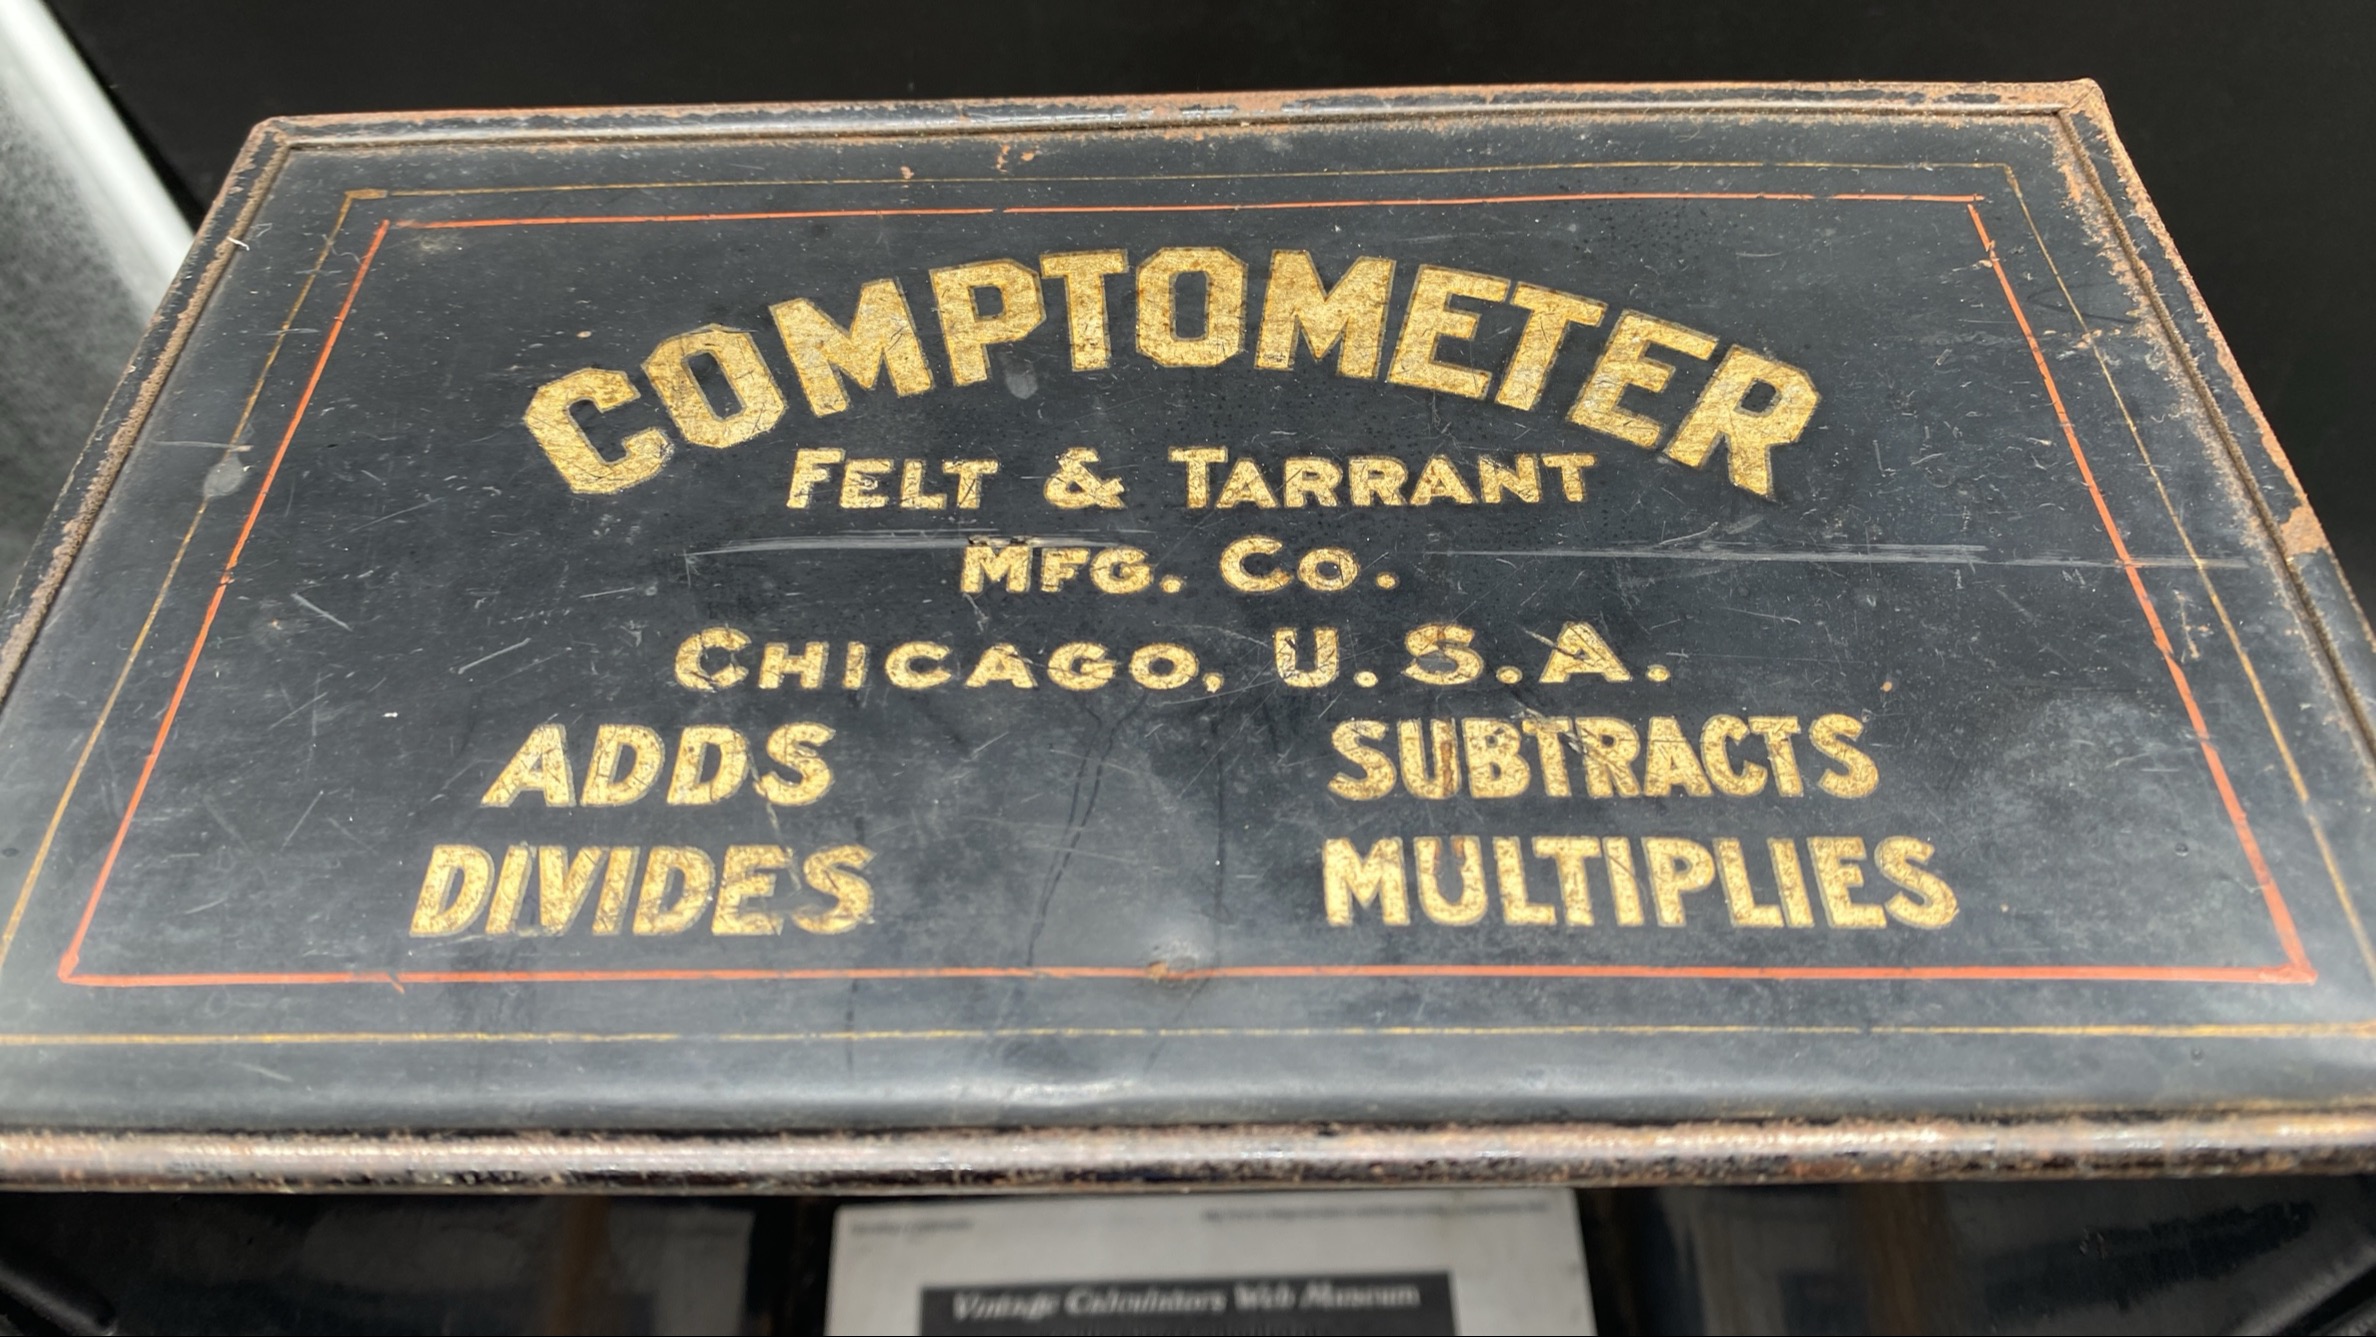 COMPTOMETER
FELT & TARRANT
MFG. CO.
CHICAGO, U.S.A.
ADDS SUBTRACTS
DIVIDES MULTIPLIES
Vintage Calculators Web Museum